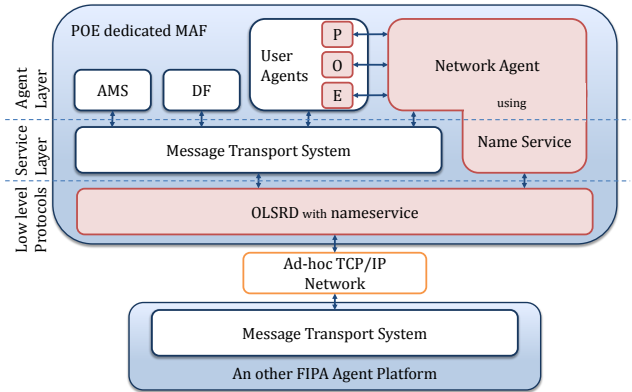 POE dedicated MAF
Agent
Layer
AMS
DF
User
Agents
P
O
E
Network Agent
using
Name Service
Service
Layer
Message Transport System
Low level
Protocols
OLSRD with nameservice
Ad-hoc TCP/IP
Network
Message Transport System
An other FIPA Agent Platform